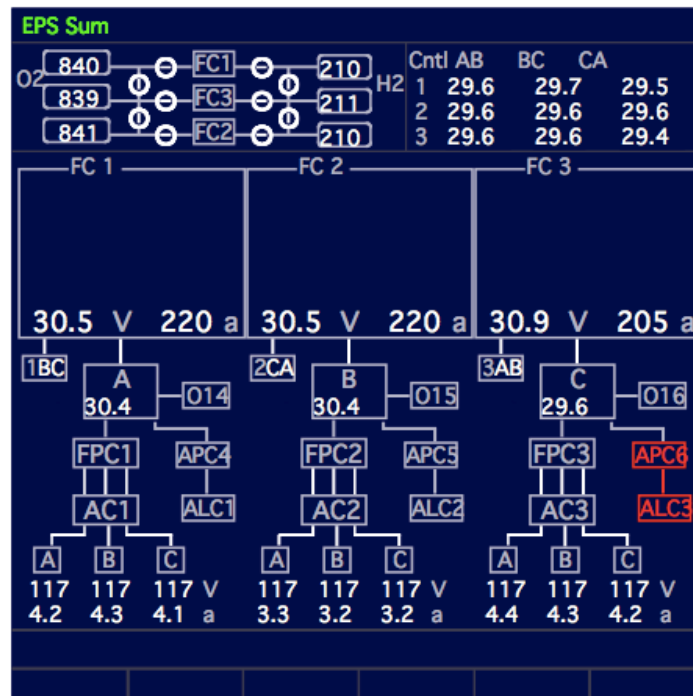 EPS Sum
840 FC1 210 Cntl AB BC CA
O2 H2 1 29.6 29.7 29.5
839 FC3 211
2 29.6 29.6 29.6
841 FC2 210 3 29.6 29.6 29.4
FC 1 FC 2 FC 3
30.5 V 220 a 30.5 V 220 a 30.9 V 205 a
1BC 2CA 3AB
A O14 B O15 C O16
30.4 30.4 29.6
FPC1 APC4 FPC2 APC5 FPC3 APC6
AC1 ALC1 AC2 ALC2 AC3 ALC3
A B C A B C A B C
117 117 117 V 117 117 117 V 117 117 117 V
4.2 4.3 4.1 a 3.3 3.2 3.2 a 4.4 4.3 4.2 a